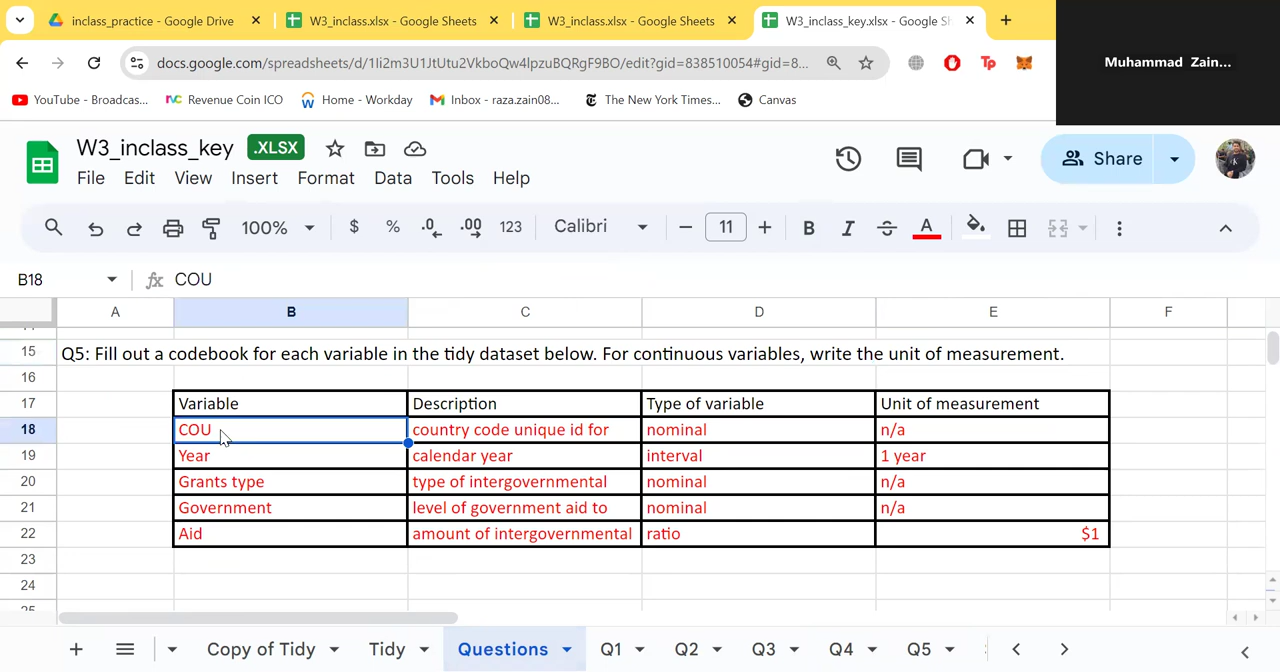 inclass_practice - Google Drive
W3_inclass.xlsx - Google Sheets
W3_inclass.xlsx - Google Sheets
W3_inclass_key.xlsx - Google Sh
Muhammad Zain...
docs.google.com/spreadsheets/d/1Ii2m3U1JtUtu2VkboQw4lpzuBQRgF9BO/edit?gid=838510054#gid=8...
YouTube - Broadcas...
Revenue Coin ICO
Home - Workday
Inbox - raza.zain08...
The New York Times...
Canvas
W3_inclass_key
.XLSX
File Edit View Insert Format Data Tools Help
Share
100%
$ % .0 .00 123
Calibri
11
B I A
B18
fx COU
A B C D E F
15 Q5: Fill out a codebook for each variable in the tidy dataset below. For continuous variables, write the unit of measurement.
16
17 Variable Description Type of variable Unit of measurement
18 COU country code unique id for nominal n/a
19 Year calendar year interval 1 year
20 Grants type type of intergovernmental nominal n/a
21 Government level of government aid to nominal n/a
22 Aid amount of intergovernmental ratio $1
23
24
25
Copy of Tidy Tidy Questions Q1 Q2 Q3 Q4 Q5